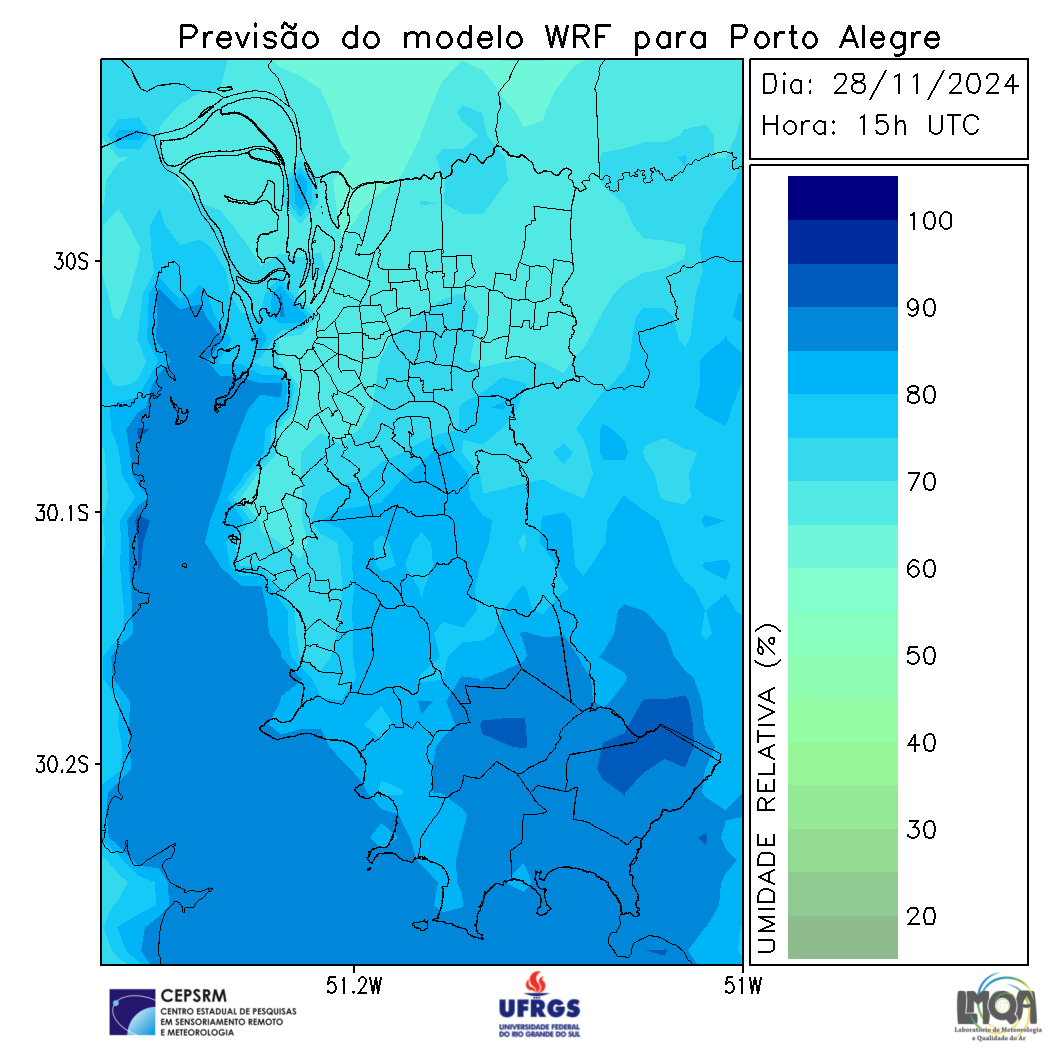 Previsão do modelo WRF para Porto Alegre
Dia: 28/11/2024
Hora: 15h UTC
30S
30.1S
30.2S
51.2W
51W
UMIDADE RELATIVA (%)
100
90
80
70
60
50
40
30
20
CEPSRM
CENTRO ESTADUAL DE PESQUISAS
EM SENSORIAMENTO REMOTO
E METEOROLOGIA
UFRGS
UNIVERSIDADE FEDERAL
DO RIO GRANDE DO SUL
LMQA
Laboratório de Meteorologia
e Qualidade do Ar